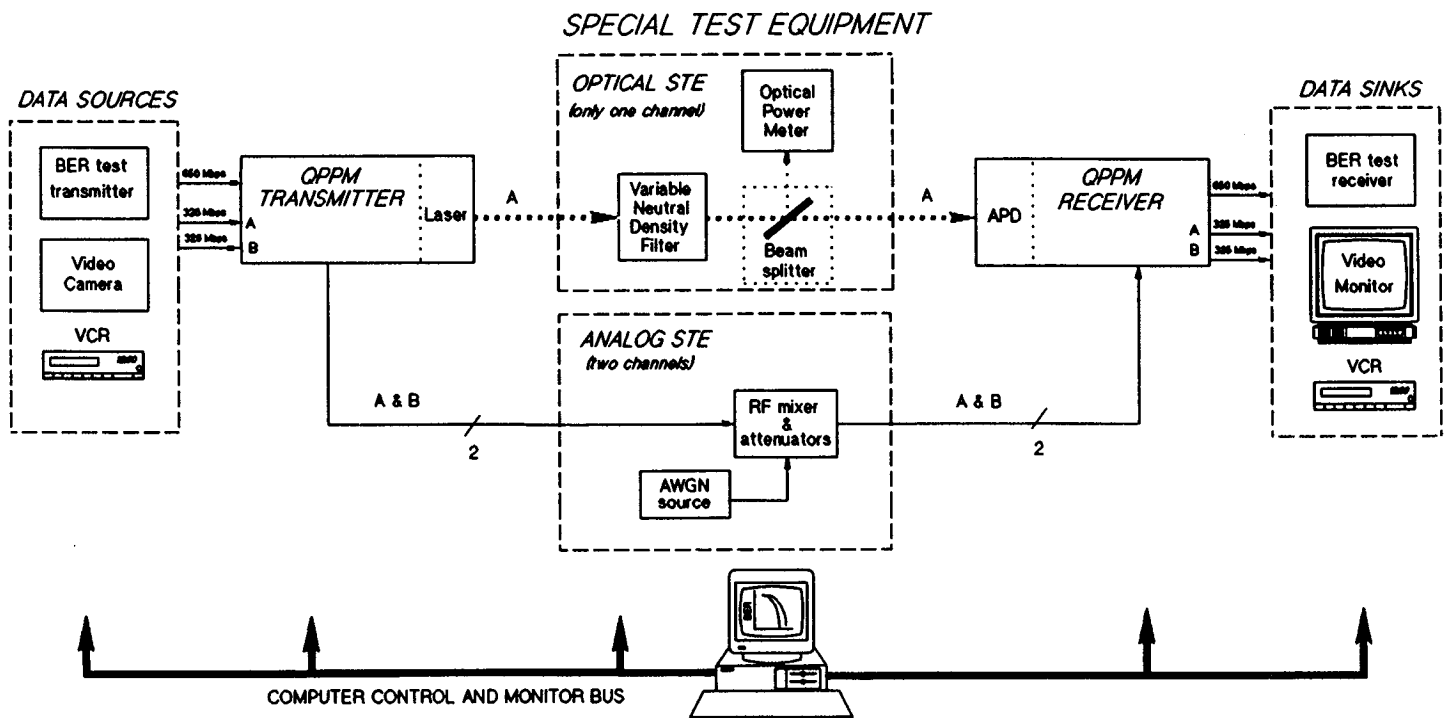 SPECIAL TEST EQUIPMENT
DATA SOURCES
BER test
transmitter
Video
Camera
VCR
650 Mbps
325 Mbps
325 Mbps
QPPM
TRANSMITTER
A
B
Laser
A
OPTICAL STE
(only one channel)
Optical
Power
Meter
Variable
Neutral
Density
Filter
Beam
splitter
A
APD
QPPM
RECEIVER
A
B
650 Mbps
325 Mbps
325 Mbps
DATA SINKS
BER test
receiver
Video
Monitor
VCR
ANALOG STE
(two channels)
A & B
2
RF mixer
&
attenuators
AWGN
source
A & B
2
BER
COMPUTER CONTROL AND MONITOR BUS